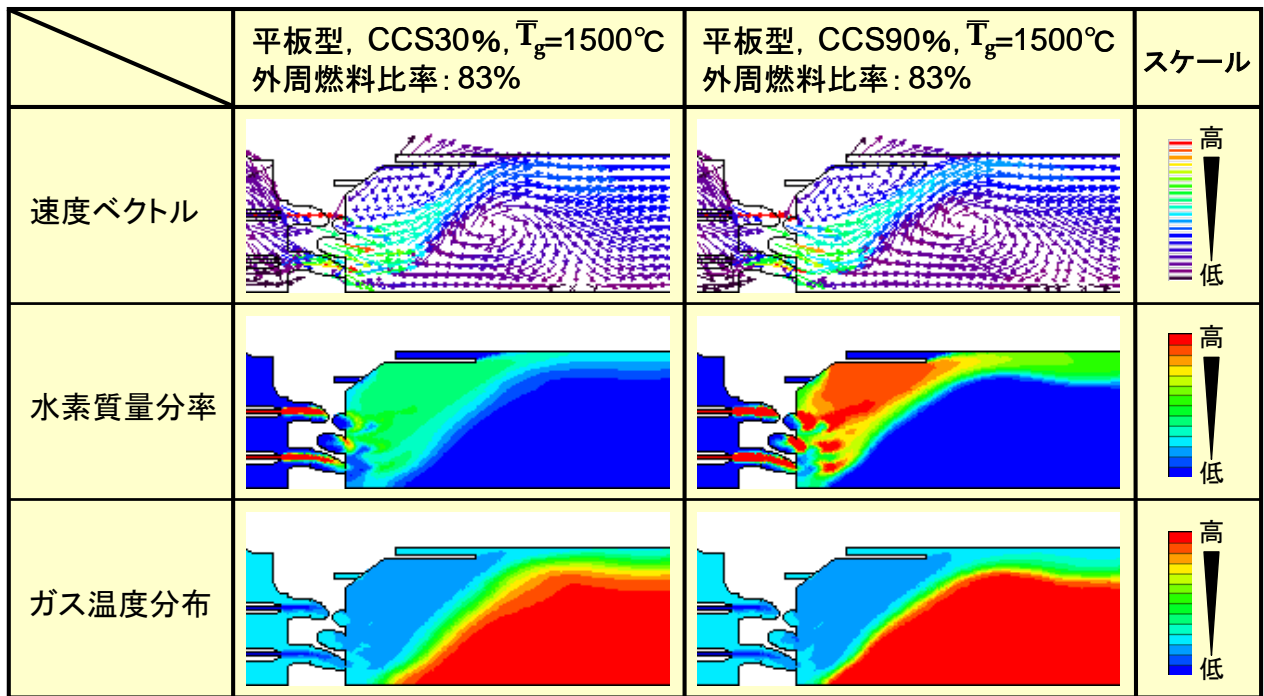 平板型, CCS30%, T̅g=1500℃
外周燃料比率: 83%
平板型, CCS90%, T̅g=1500℃
外周燃料比率: 83%
スケール
速度ベクトル
高
低
水素質量分率
高
低
ガス温度分布
高
低